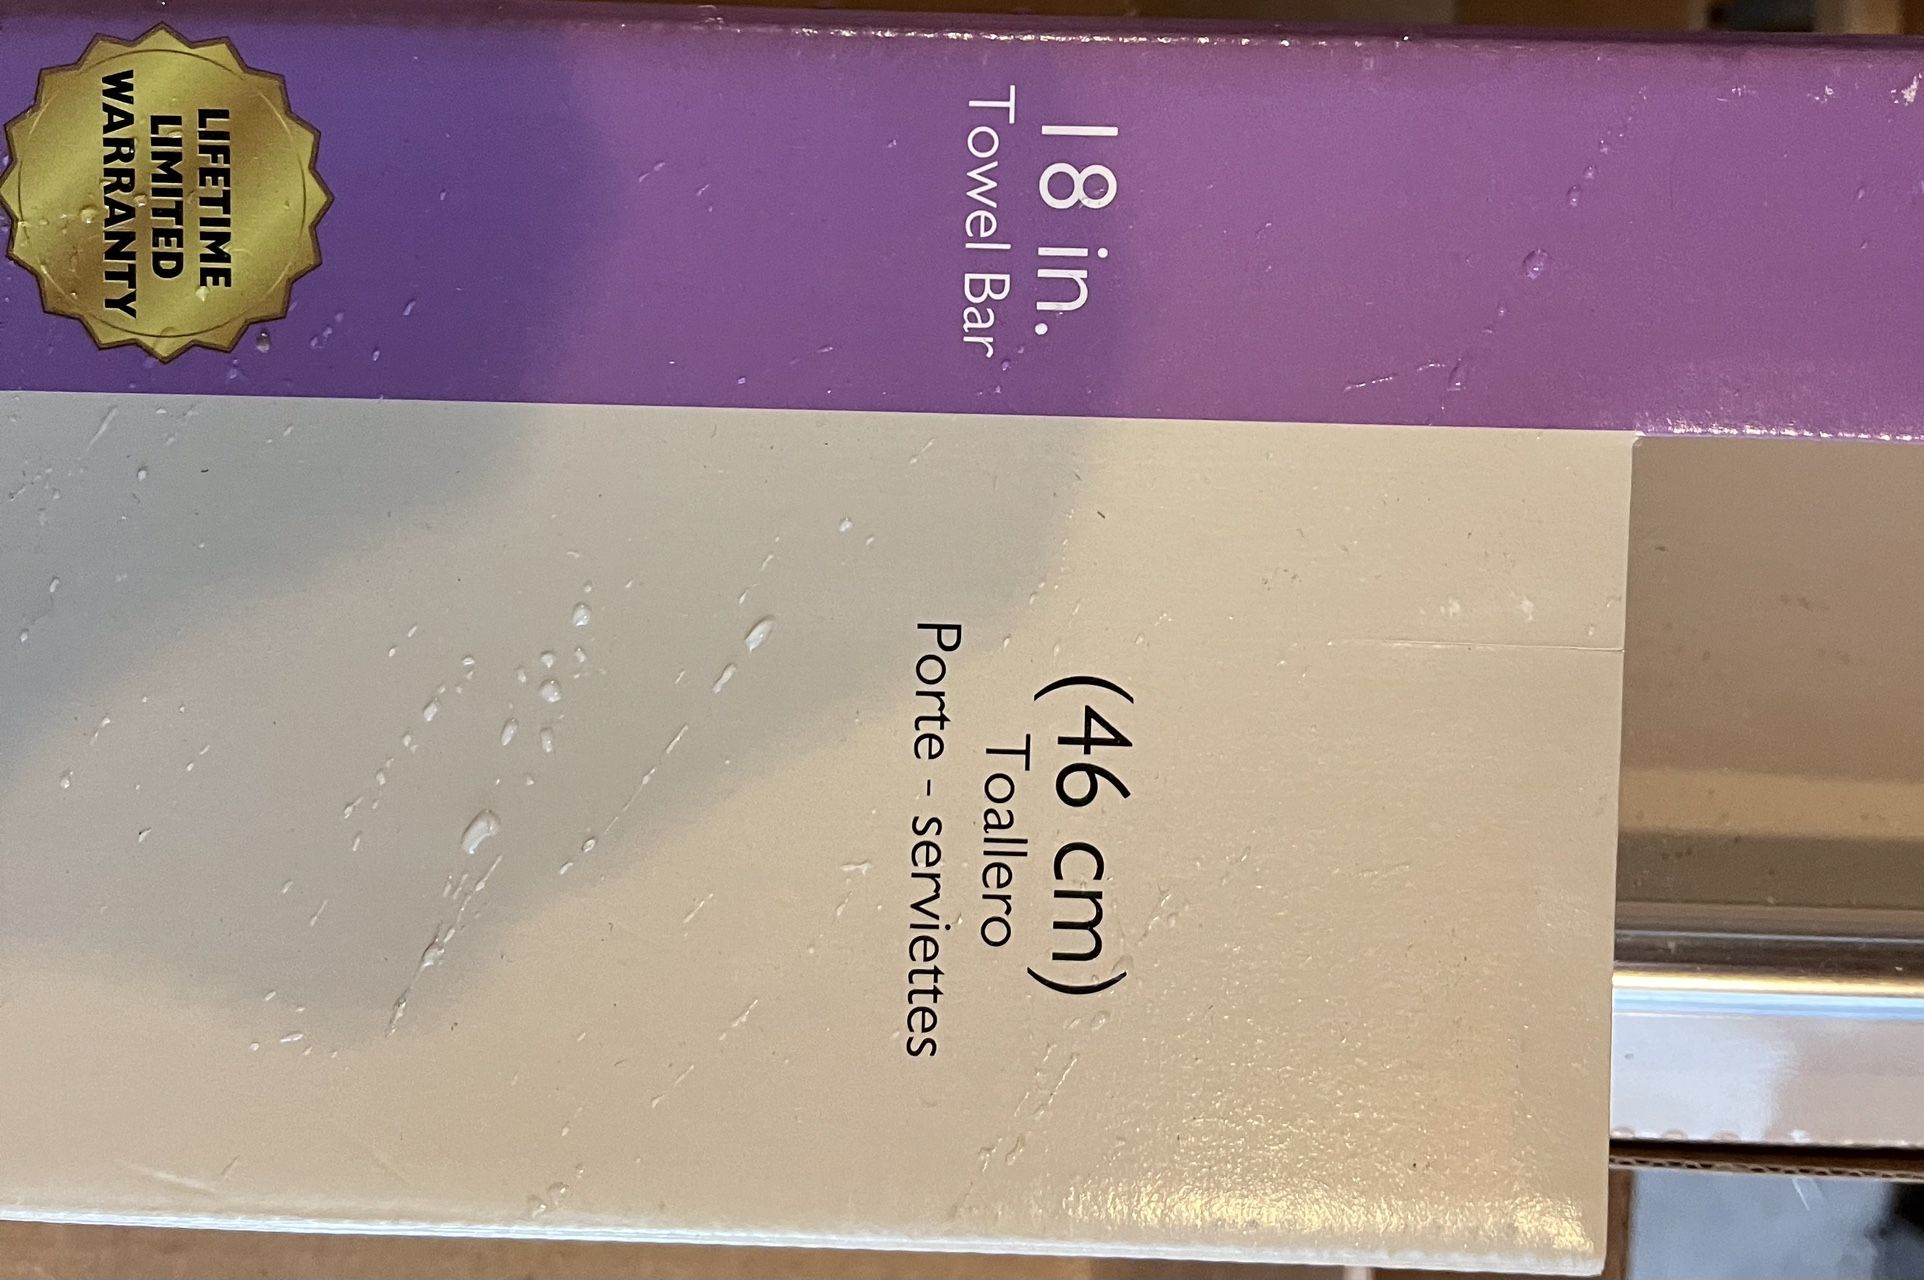 18 in.
Towel Bar
(46 cm)
Toallero
Porte - serviettes
LIFETIME
LIMITED
WARRANTY